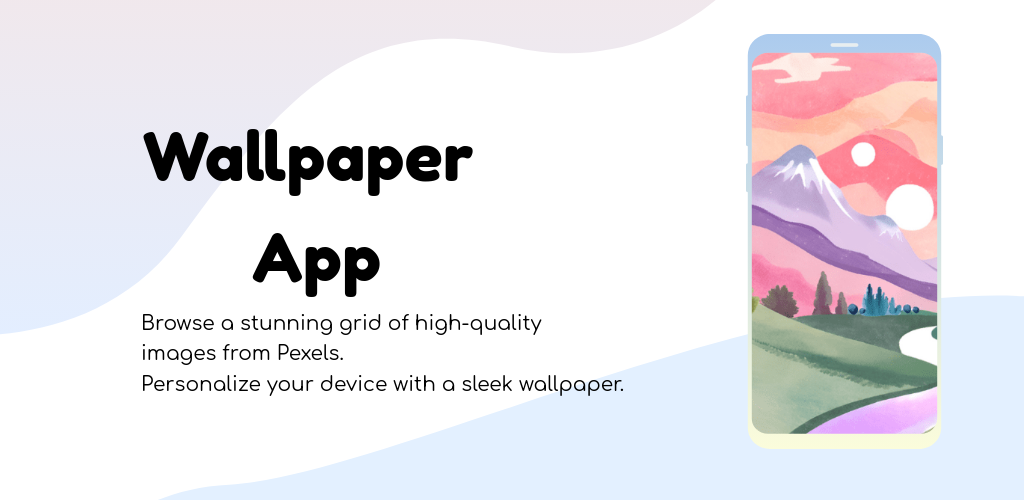 Wallpaper
App
Browse a stunning grid of high-quality
images from Pexels.
Personalize your device with a sleek wallpaper.